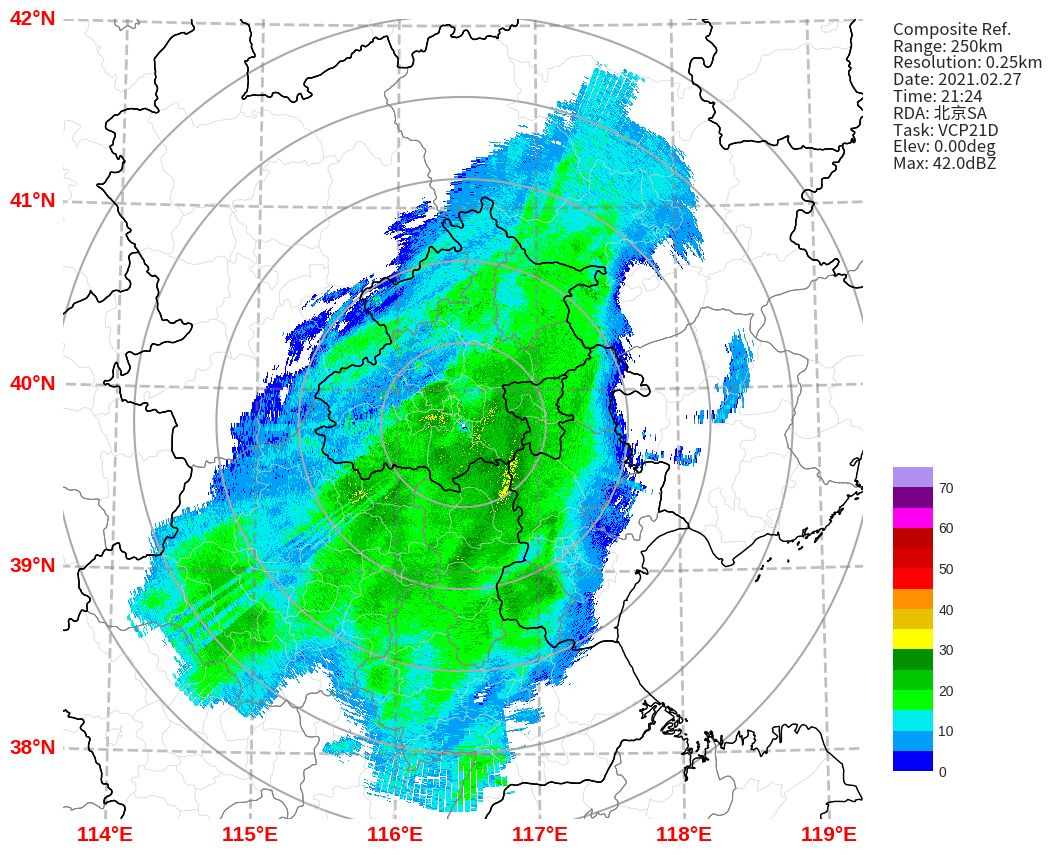 42°N
41°N
40°N
39°N
38°N
114°E 115°E 116°E 117°E 118°E 119°E
Composite Ref.
Range: 250km
Resolution: 0.25km
Date: 2021.02.27
Time: 21:24
RDA: 北京SA
Task: VCP21D
Elev: 0.00deg
Max: 42.0dBZ
70
60
50
40
30
20
10
0